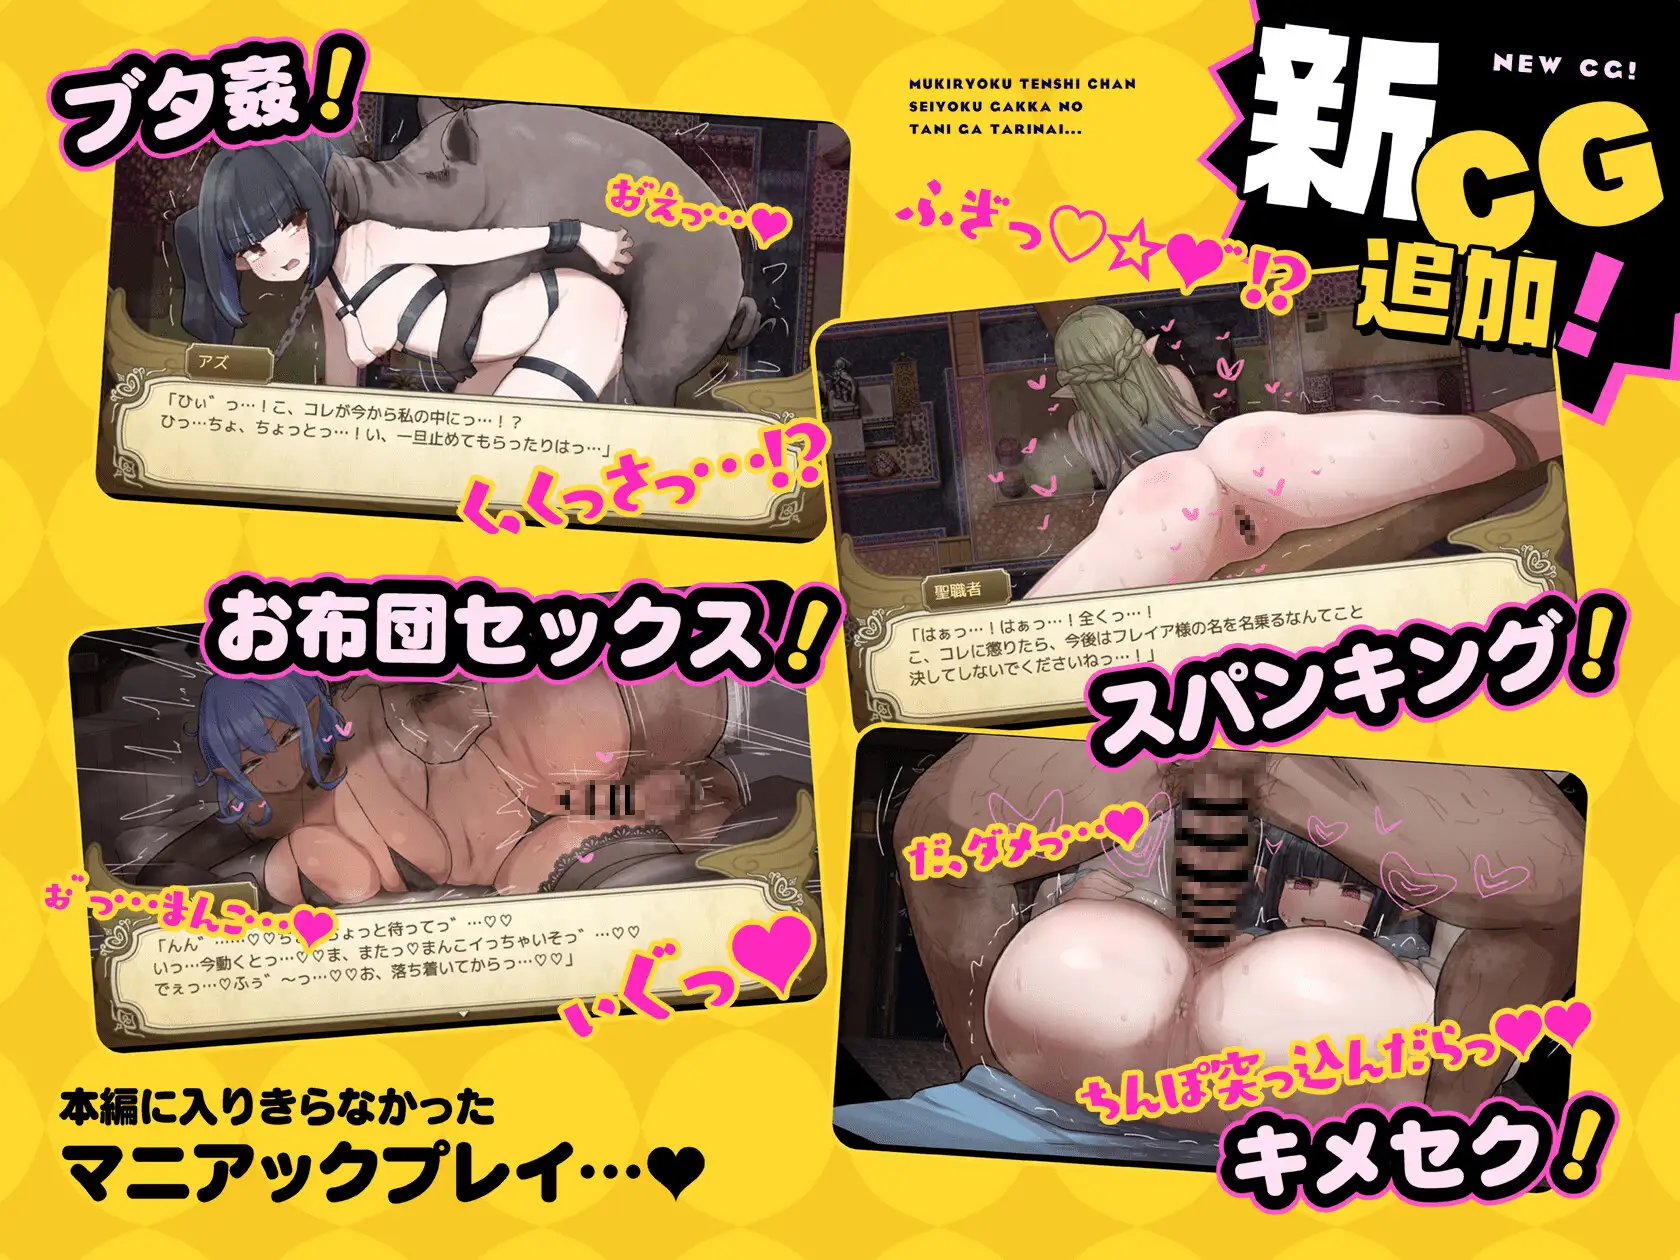 ブタ姦!
MUKIRYOKU TENSHI CHAN
SEIYOKU GAKKA NO
TANI GA TARINAI...
NEW CG!
新CG
追加!
お゛えっ…♥
ふぎっ♡☆♥゛!?
アズ
「ひぃ゛っ…！こ、コレが今から私の中にっ…！？
ひっ…ちょ、ちょっとっ…！い、一旦止めてもらったりはっ…」
く、くっさっ…!?
聖職者
「はぁっ…！はぁっ…！全くっ…！
こ、コレに懲りたら、今後はフレイア様の名を名乗るなんてこと
決してしないでくださいねっ…！」
スパンキング!
お布団セックス!
お゛っ…まんこ…♥
「んん゛……♡♡ょっと待ってっ゛…♡♡
いっ…今動くとっ…♡♡ま、またっ♡まんこイっちゃいそっ゛…♡♡
でぇっ…♡ふぅ゛～っ…♡♡お、落ち着いてからっ…♡♡」
いぐっ♥
だ、ダメっ…♥
ちんぽ突っ込んだらっ♥♥
キメセク!
本編に入りきらなかった
マニアックプレイ…♥